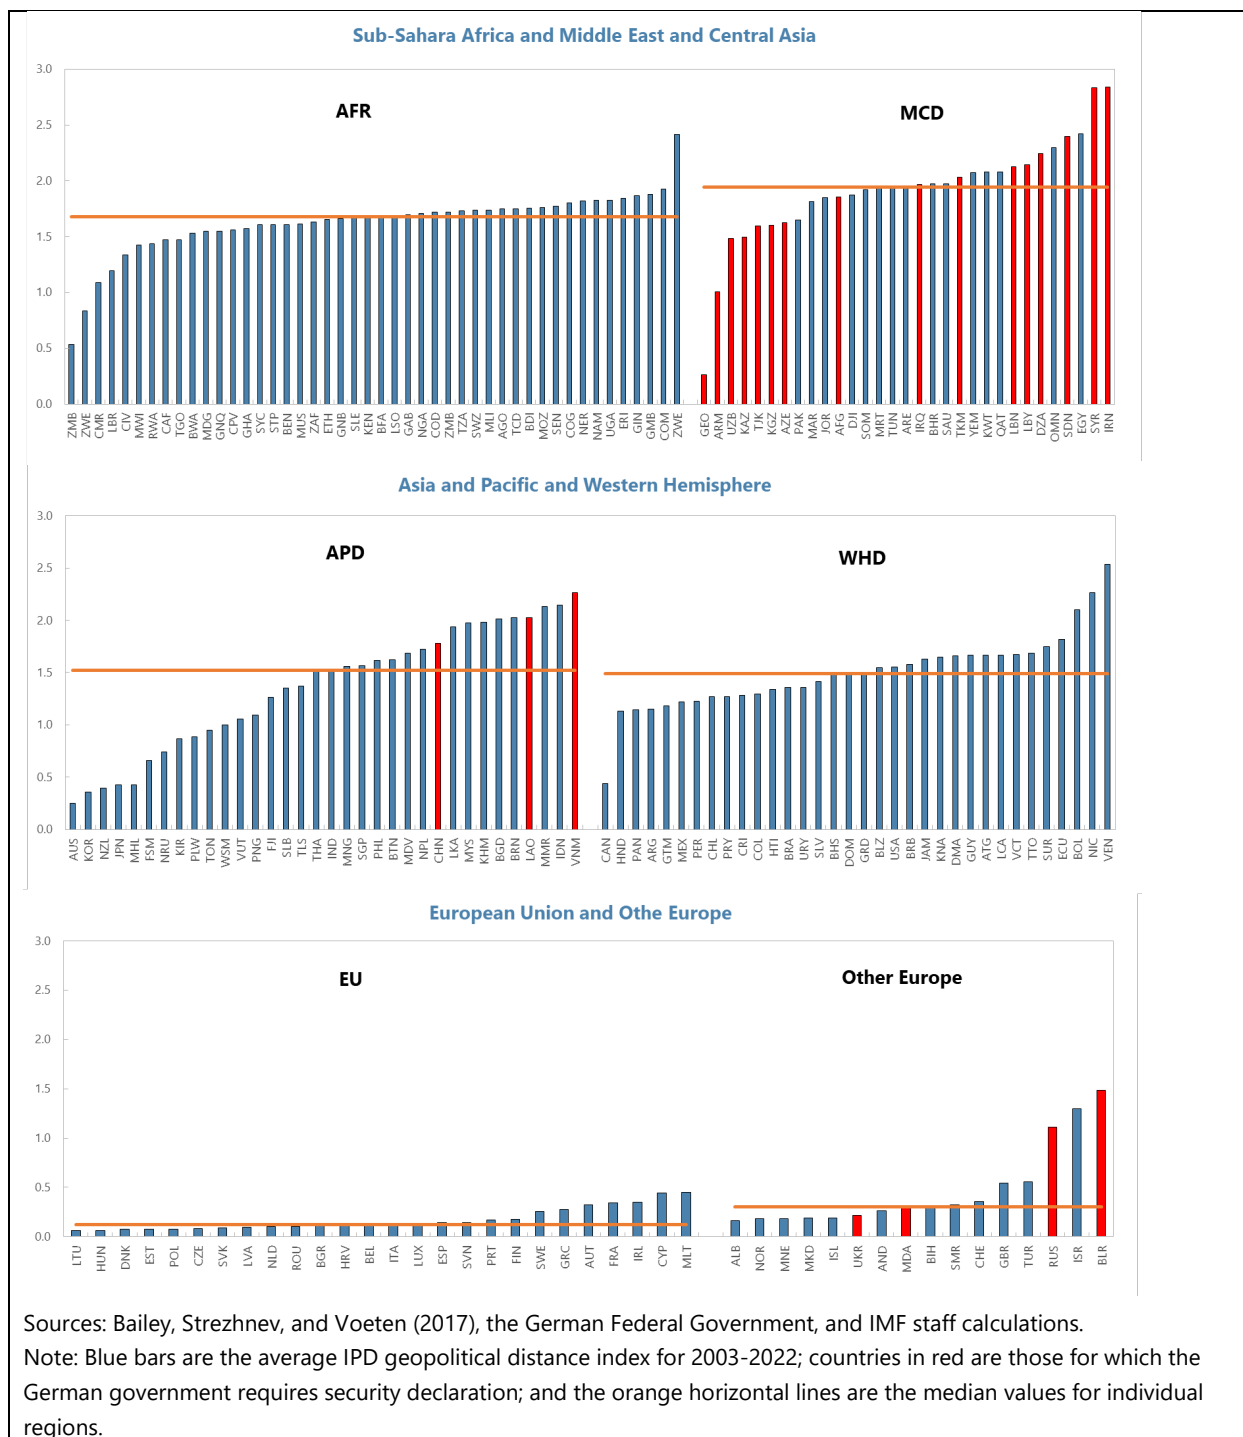 Sub-Sahara Africa and Middle East and Central Asia
3.0
2.5
2.0
1.5
1.0
0.5
0.0
AFR
MCD
ZMB ZWE CMR LBR CIV MWI RWA CAF TGO BWA MDG GNQ CPV GHA SYC STP BEN MUS ZAF ETH GNB SLE KEN BFA LSO GAB NGA COD ZMB TZA SWZ MLI AGO TCD BDI MOZ SEN COG NER NAM UGA ERI GIN GMB COM ZWE GEO ARM UZB KAZ TJK KGZ AZE PAK MAR JOR AFG DJI SOM MRT TUN ARE IRQ BHR SAU TKM YEM KWT QAT LBN LBY DZA OMN SDN EGY SYR IRN
Asia and Pacific and Western Hemisphere
3.0
2.5
2.0
1.5
1.0
0.5
0.0
APD
WHD
AUS KOR NZL JPN MHL FSM NRU KIR PLW TON WSM VUT PNG FJI SLB TLS THA IND MNG SGP PHL BTN MDV NPL CHN LKA MYS KHM BGD BRN LAO MMR IDN VNM CAN HND PAN ARG GTM MEX PER CHL PRY CRI COL HTI BRA URY SLV BHS DOM GRD BLZ USA BRB JAM KNA DMA GUY ATG LCA VCT TTO SUR ECU BOL NIC VEN
European Union and Othe Europe
3.0
2.5
2.0
1.5
1.0
0.5
0.0
EU
Other Europe
LTU HUN DNK EST POL CZE SVK LVA NLD ROU BGR HRV BEL ITA LUX ESP SVN PRT FIN SWE GRC AUT FRA IRL CYP MLT ALB NOR MNE MKD ISL UKR AND MDA BIH SMR CHE GBR TUR RUS ISR BLR
Sources: Bailey, Strezhnev, and Voeten (2017), the German Federal Government, and IMF staff calculations.
Note: Blue bars are the average IPD geopolitical distance index for 2003-2022; countries in red are those for which the
German government requires security declaration; and the orange horizontal lines are the median values for individual
regions.